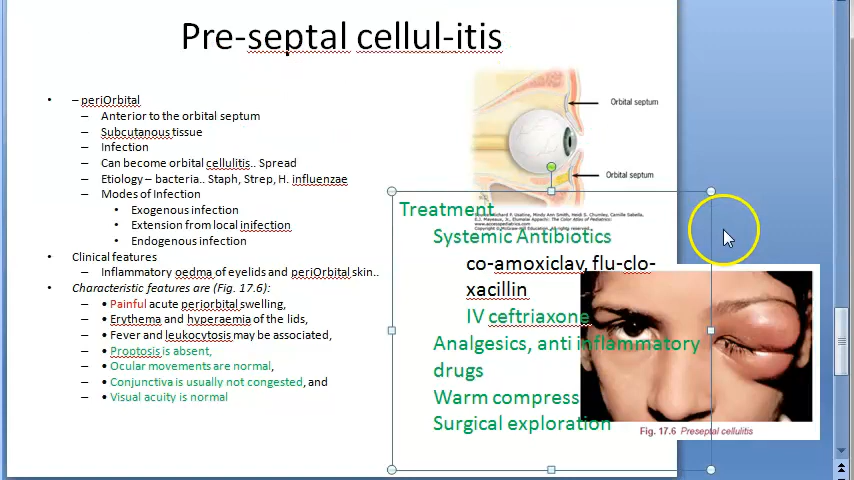 Pre-septal cellul-itis
– periOrbital
Anterior to the orbital septum
Subcutanous tissue
Infection
Can become orbital cellulitis.. Spread
Etiology – bacteria.. Staph, Strep, H. influenzae
Modes of Infection
Exogenous infection
Extension from local inifection
Endogenous infection
Clinical features
Inflammatory oedma of eyelids and periOrbital skin..
Characteristic features are (Fig. 17.6):
• Painful acute periorbital swelling,
• Erythema and hyperaemia of the lids,
• Fever and leukocytosis may be associated,
• Proptosis is absent,
• Ocular movements are normal,
• Conjunctiva is usually not congested, and
• Visual acuity is normal
Orbital septum
Orbital septum
Treatment
Systemic Antibiotics
co-amoxiclav, flu-clo-
xacillin
IV ceftriaxone
Analgesics, anti inflammatory
drugs
Warm compress
Surgical exploration
Fig. 17.6 Preseptal cellulitis